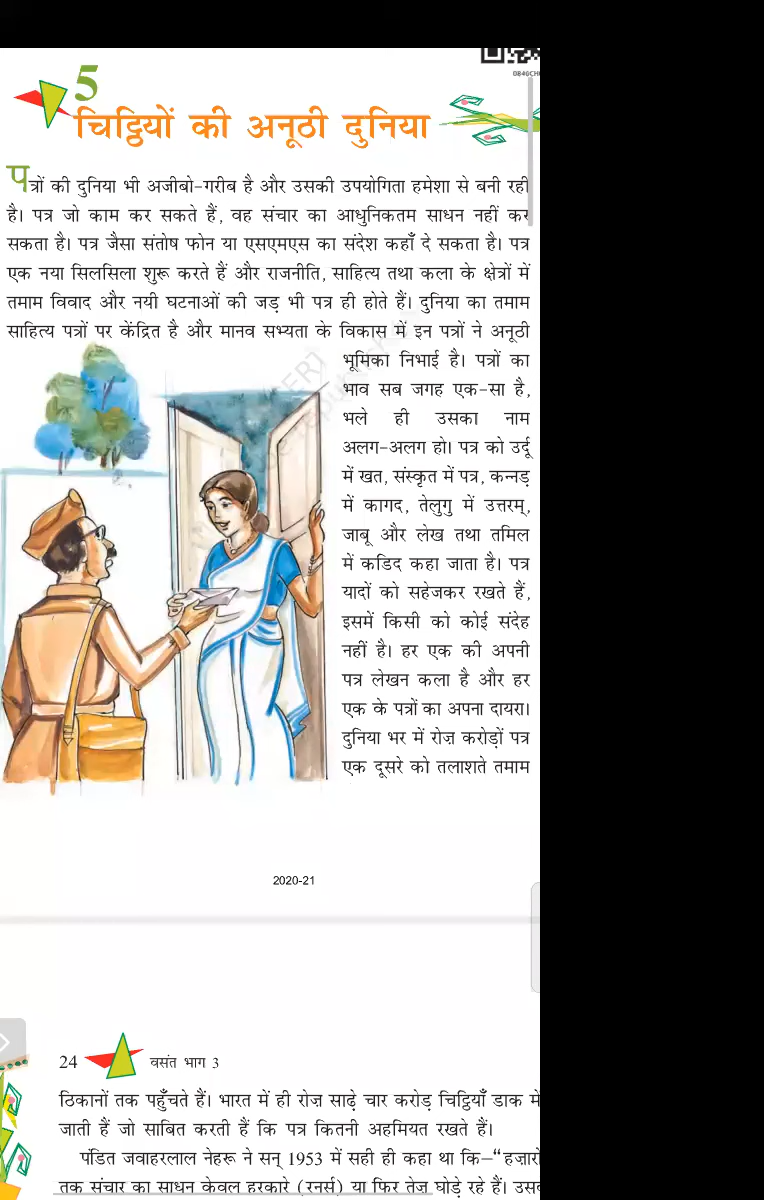 5
चिट्ठियों की अनूठी दुनिया
पत्रों की दुनिया भी अजीबो-गरीब है और उसकी उपयोगिता हमेशा से बनी रही
है। पत्र जो काम कर सकते हैं, वह संचार का आधुनिकतम साधन नहीं कर
सकता है। पत्र जैसा संतोष फोन या एसएमएस का संदेश कहाँ दे सकता है। पत्र
एक नया सिलसिला शुरू करते हैं और राजनीति, साहित्य तथा कला के क्षेत्रों में
तमाम विवाद और नयी घटनाओं की जड़ भी पत्र ही होते हैं। दुनिया का तमाम
साहित्य पत्रों पर केंद्रित है और मानव सभ्यता के विकास में इन पत्रों ने अनूठी
भूमिका निभाई है। पत्रों का
भाव सब जगह एक-सा है,
भले ही उसका नाम
अलग-अलग हो। पत्र को उर्दू
में खत, संस्कृत में पत्र, कन्नड़
में कागद, तेलुगु में उत्तरम्,
जाबू और लेख तथा तमिल
में कडिद कहा जाता है। पत्र
यादों को सहेजकर रखते हैं,
इसमें किसी को कोई संदेह
नहीं है। हर एक की अपनी
पत्र लेखन कला है और हर
एक के पत्रों का अपना दायरा।
दुनिया भर में रोज़ करोड़ों पत्र
एक दूसरे को तलाशते तमाम
2020-21
24 वसंत भाग 3
ठिकानों तक पहुँचते हैं। भारत में ही रोज़ साढ़े चार करोड़ चिट्ठियाँ डाक में
जाती हैं जो साबित करती हैं कि पत्र कितनी अहमियत रखते हैं।
पंडित जवाहरलाल नेहरू ने सन् 1953 में सही ही कहा था कि—“हज़ारों
तक संचार का साधन केवल हरकारे (रनर्स) या फिर तेज़ घोड़े रहे हैं।